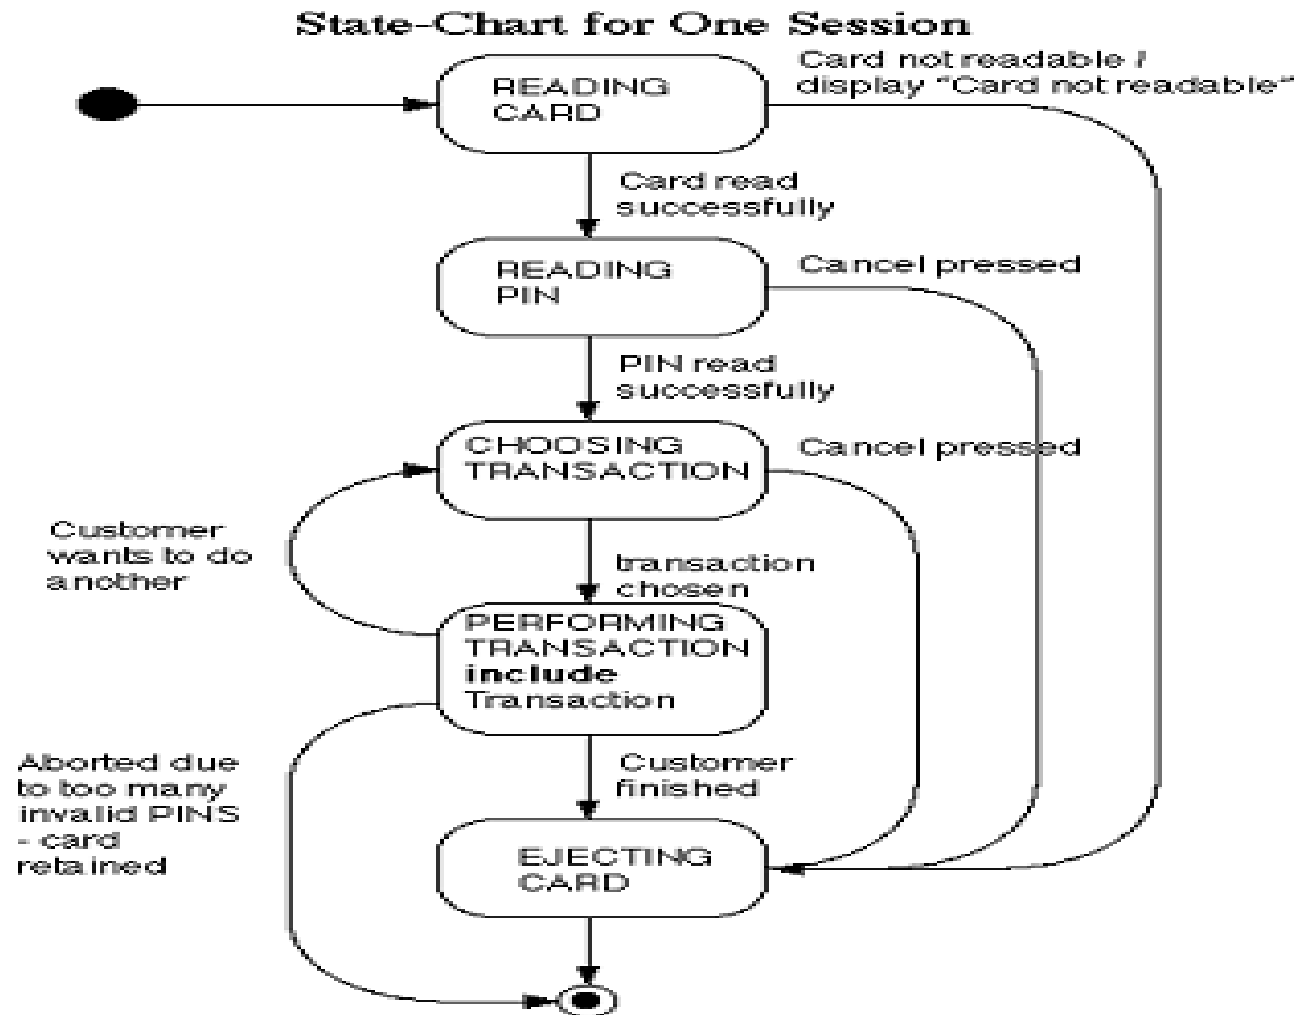 State-Chart for One Session
Card not readable /
display "Card not readable"
READING
CARD
Card read
successfully
READING
PIN
Cancel pressed
PIN read
successfully
CHOOSING
TRANSACTION
Cancel pressed
Customer
wants to do
another
transaction
chosen
PERFORMING
TRANSACTION
include
Transaction
Aborted due
to too many
invalid PINS
- card
retained
Customer
finished
EJECTING
CARD